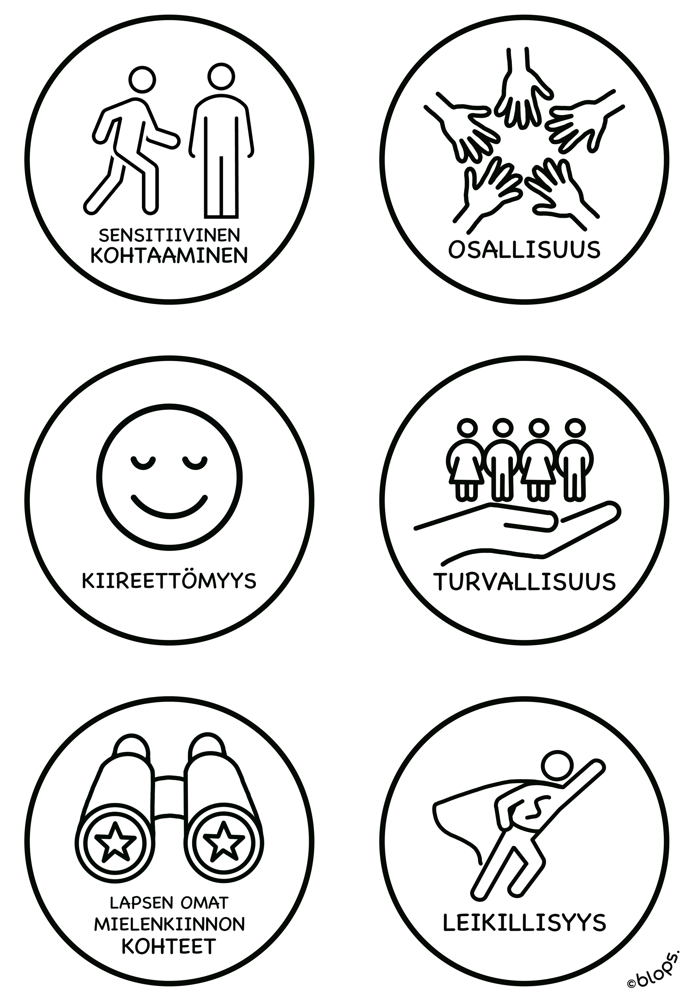 SENSITIIVINEN
KOHTAAMINEN
OSALLISUUS
KIIREETTÖMYYS
TURVALLISUUS
LAPSEN OMAT
MIELENKIINNON
KOHTEET
LEIKILLISYYS
©blops.